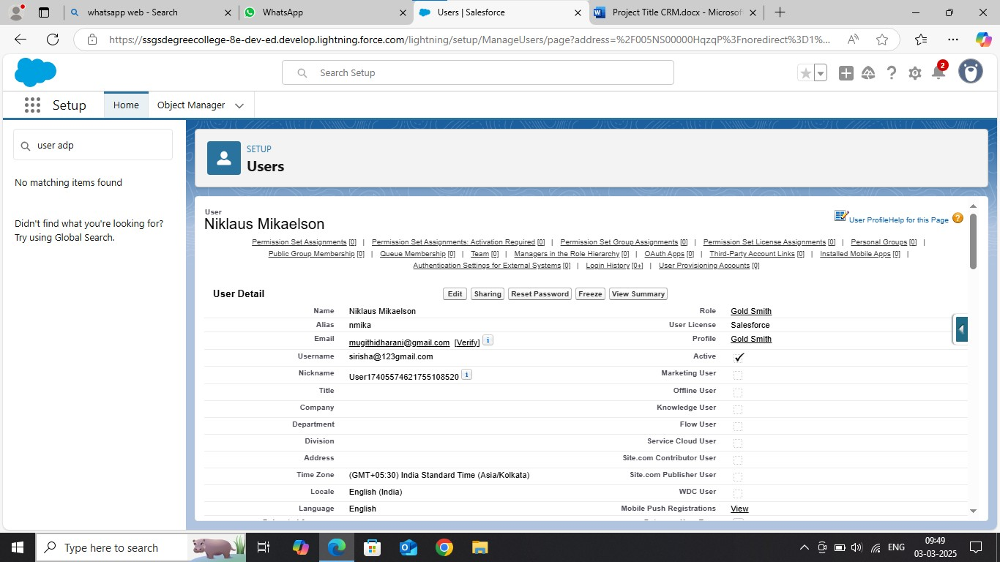 whatsapp web - Search
WhatsApp
Users | Salesforce
Project Title CRM.docx - Microsof
https://ssgsdegreecollege-8e-dev-ed.develop.lightning.force.com/lightning/setup/ManageUsers/page?address=%2F005NS00000HqzqP%3Fnoredirect%3D1%...
Search Setup
2
Setup
Home
Object Manager
user adp
No matching items found
Didn't find what you're looking for?
Try using Global Search.
SETUP
Users
User
Niklaus Mikaelson
User Profile Help for this Page ?
Permission Set Assignments [0] | Permission Set Assignments: Activation Required [0] | Permission Set Group Assignments [0] | Permission Set License Assignments [0] | Personal Groups [0] |
Public Group Membership [0] | Queue Membership [0] | Team [0] | Managers in the Role Hierarchy [0] | OAuth Apps [0] | Third-Party Account Links [0] | Installed Mobile Apps [0] |
Authentication Settings for External Systems [0] | Login History [0+] | User Provisioning Accounts [0]
User Detail
Edit Sharing Reset Password Freeze View Summary
Name Niklaus Mikaelson Role Gold Smith
Alias nmika User License Salesforce
Email mugithidharani@gmail.com [Verify] i Profile Gold Smith
Username sirisha@123gmail.com Active ✓
Nickname User17405574621755108520 i Marketing User
Title Offline User
Company Knowledge User
Department Flow User
Division Service Cloud User
Address Site.com Contributor User
Time Zone (GMT+05:30) India Standard Time (Asia/Kolkata) Site.com Publisher User
Locale English (India) WDC User
Language English Mobile Push Registrations View
Type here to search
ENG
09:49
03-03-2025